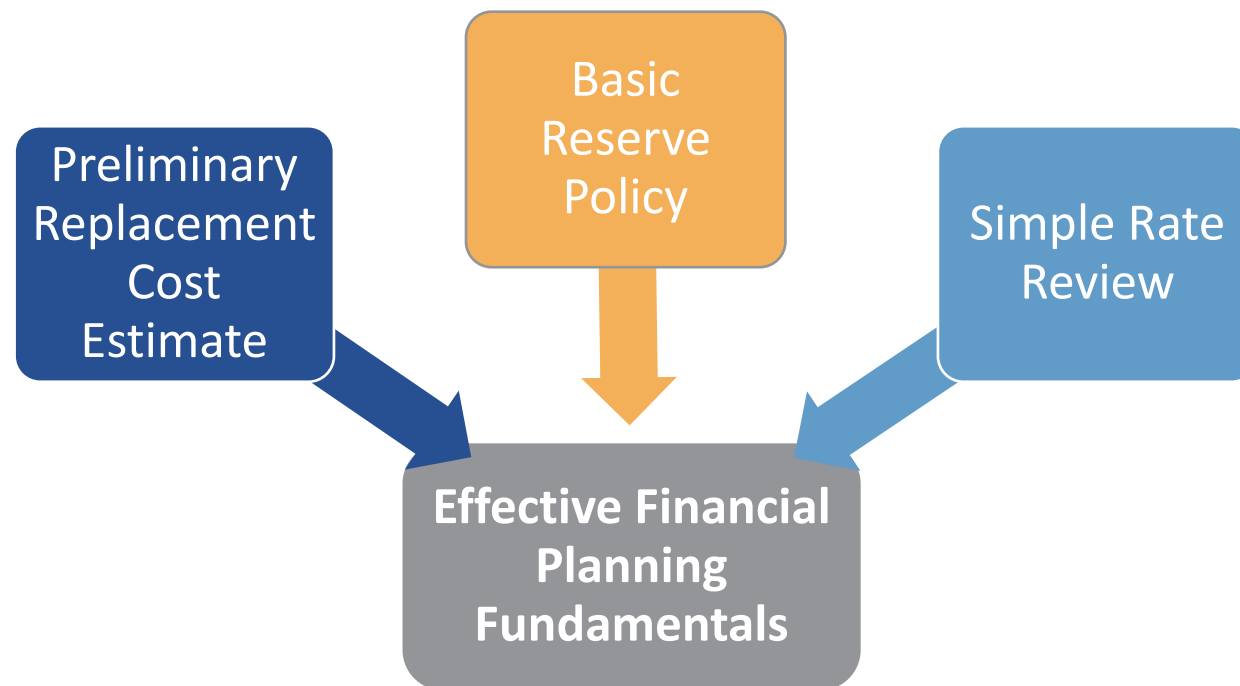 Basic
Reserve
Policy
Preliminary
Replacement
Cost
Estimate
Simple Rate
Review
Effective Financial
Planning
Fundamentals